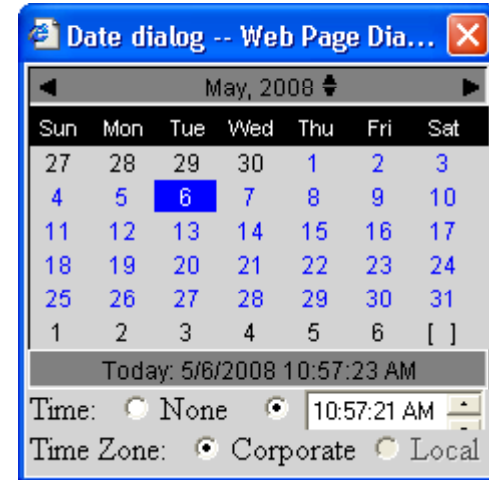 Date dialog -- Web Page Dia...
May, 2008
Sun Mon Tue Wed Thu Fri Sat
27 28 29 30 1 2 3
4 5 6 7 8 9 10
11 12 13 14 15 16 17
18 19 20 21 22 23 24
25 26 27 28 29 30 31
1 2 3 4 5 6 [ ]
Today: 5/6/2008 10:57:23 AM
Time: None 10:57:21 AM
Time Zone: Corporate Local